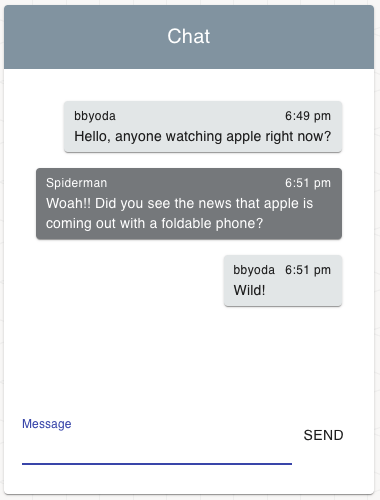 Chat
bbyoda 6:49 pm
Hello, anyone watching apple right now?
Spiderman 6:51 pm
Woah!! Did you see the news that apple is
coming out with a foldable phone?
bbyoda 6:51 pm
Wild!
Message
SEND